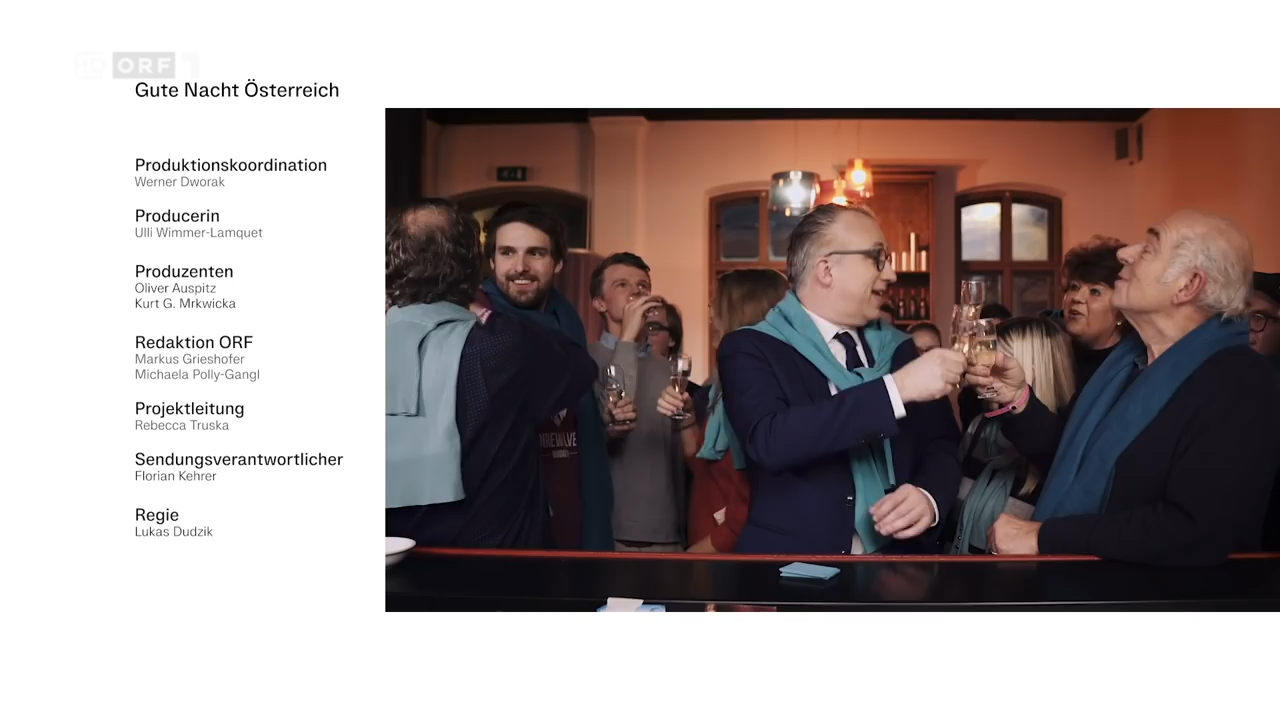 HD ORF 1
Gute Nacht Österreich
Produktionskoordination
Werner Dworak
Producerin
Ulli Wimmer-Lamquet
Produzenten
Oliver Auspitz
Kurt G. Mrkwicka
Redaktion ORF
Markus Grieshofer
Michaela Polly-Gangl
Projektleitung
Rebecca Truska
Sendungsverantwortlicher
Florian Kehrer
Regie
Lukas Dudzik